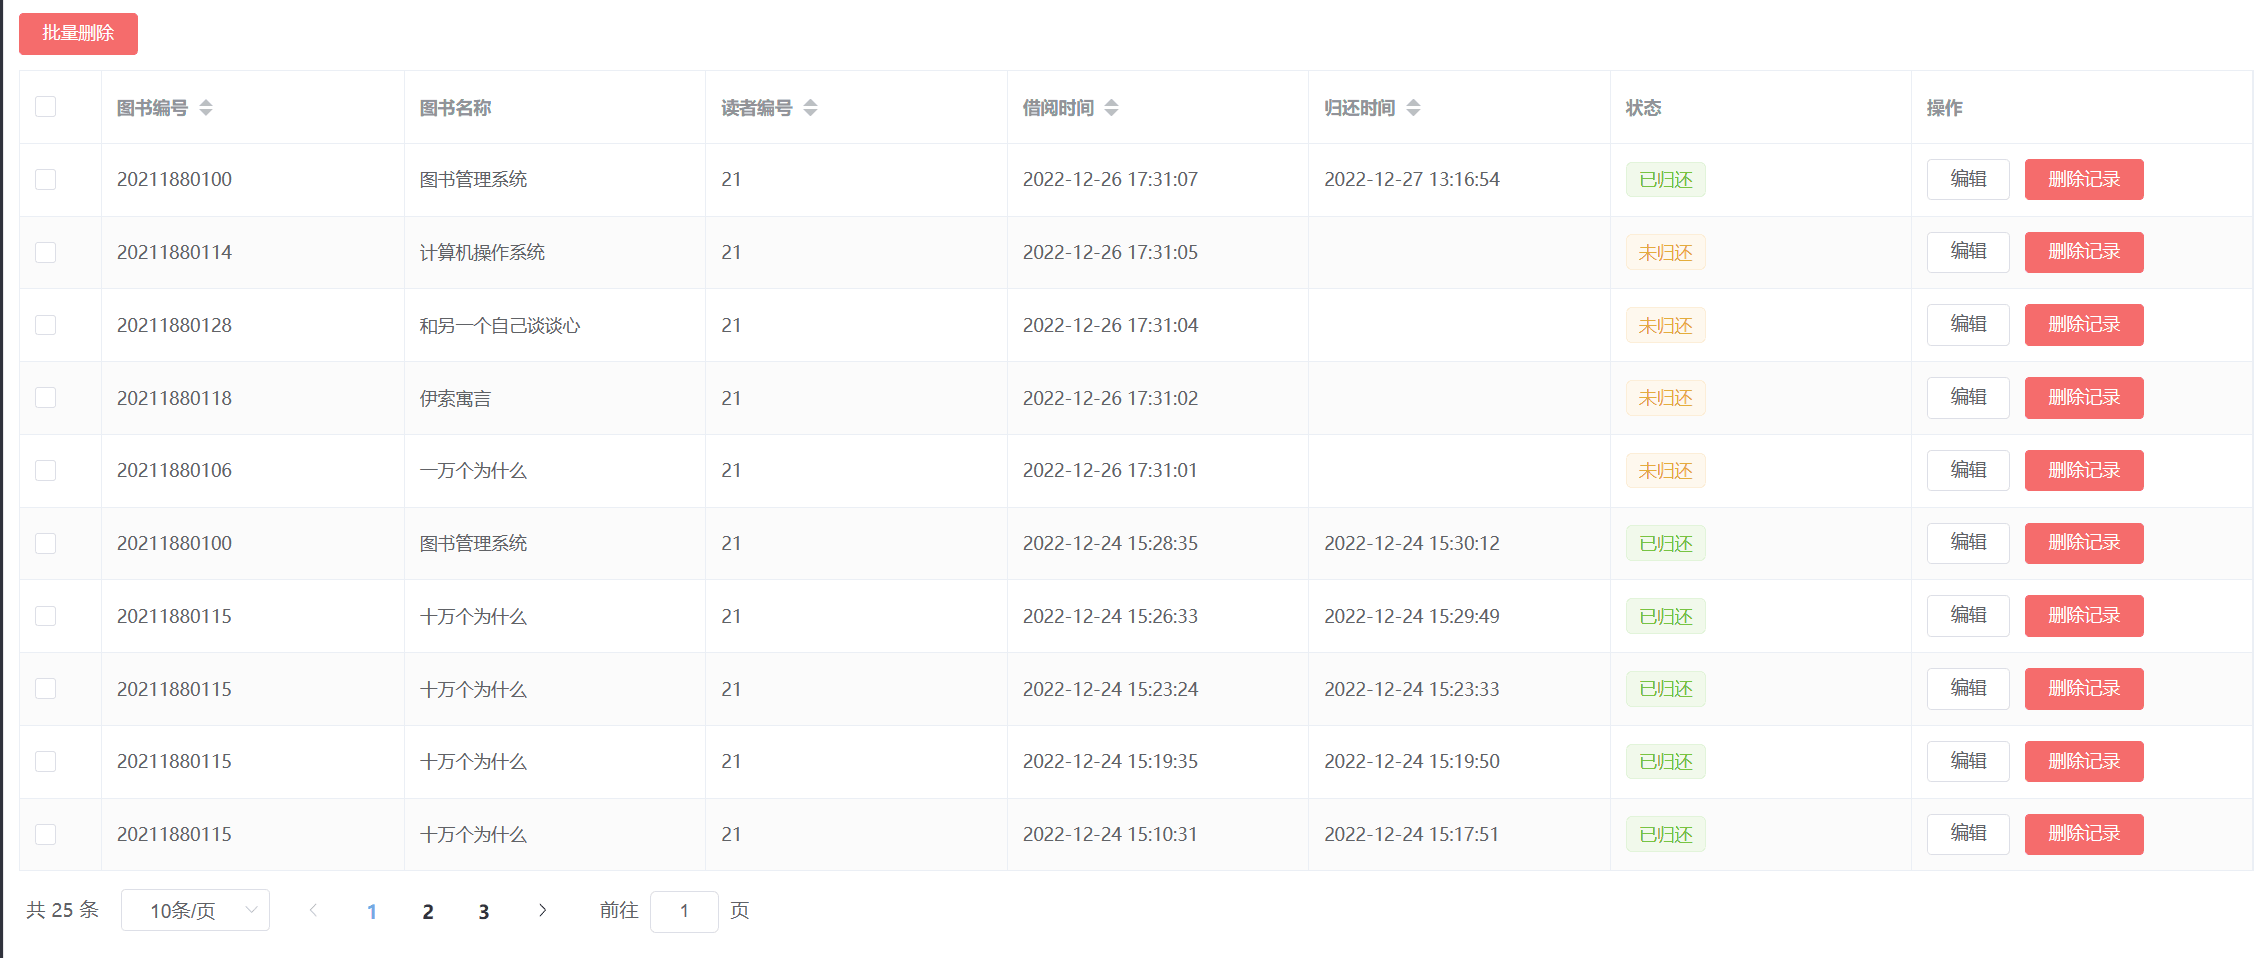 批量删除
图书编号 图书名称 读者编号 借阅时间 归还时间 状态 操作
20211880100 图书管理系统 21 2022-12-26 17:31:07 2022-12-27 13:16:54 已归还 编辑 删除记录
20211880114 计算机操作系统 21 2022-12-26 17:31:05 未归还 编辑 删除记录
20211880128 和另一个自己谈谈心 21 2022-12-26 17:31:04 未归还 编辑 删除记录
20211880118 伊索寓言 21 2022-12-26 17:31:02 未归还 编辑 删除记录
20211880106 一万个为什么 21 2022-12-26 17:31:01 未归还 编辑 删除记录
20211880100 图书管理系统 21 2022-12-24 15:28:35 2022-12-24 15:30:12 已归还 编辑 删除记录
20211880115 十万个为什么 21 2022-12-24 15:26:33 2022-12-24 15:29:49 已归还 编辑 删除记录
20211880115 十万个为什么 21 2022-12-24 15:23:24 2022-12-24 15:23:33 已归还 编辑 删除记录
20211880115 十万个为什么 21 2022-12-24 15:19:35 2022-12-24 15:19:50 已归还 编辑 删除记录
20211880115 十万个为什么 21 2022-12-24 15:10:31 2022-12-24 15:17:51 已归还 编辑 删除记录
共 25 条 10条/页 1 2 3 前往 1 页